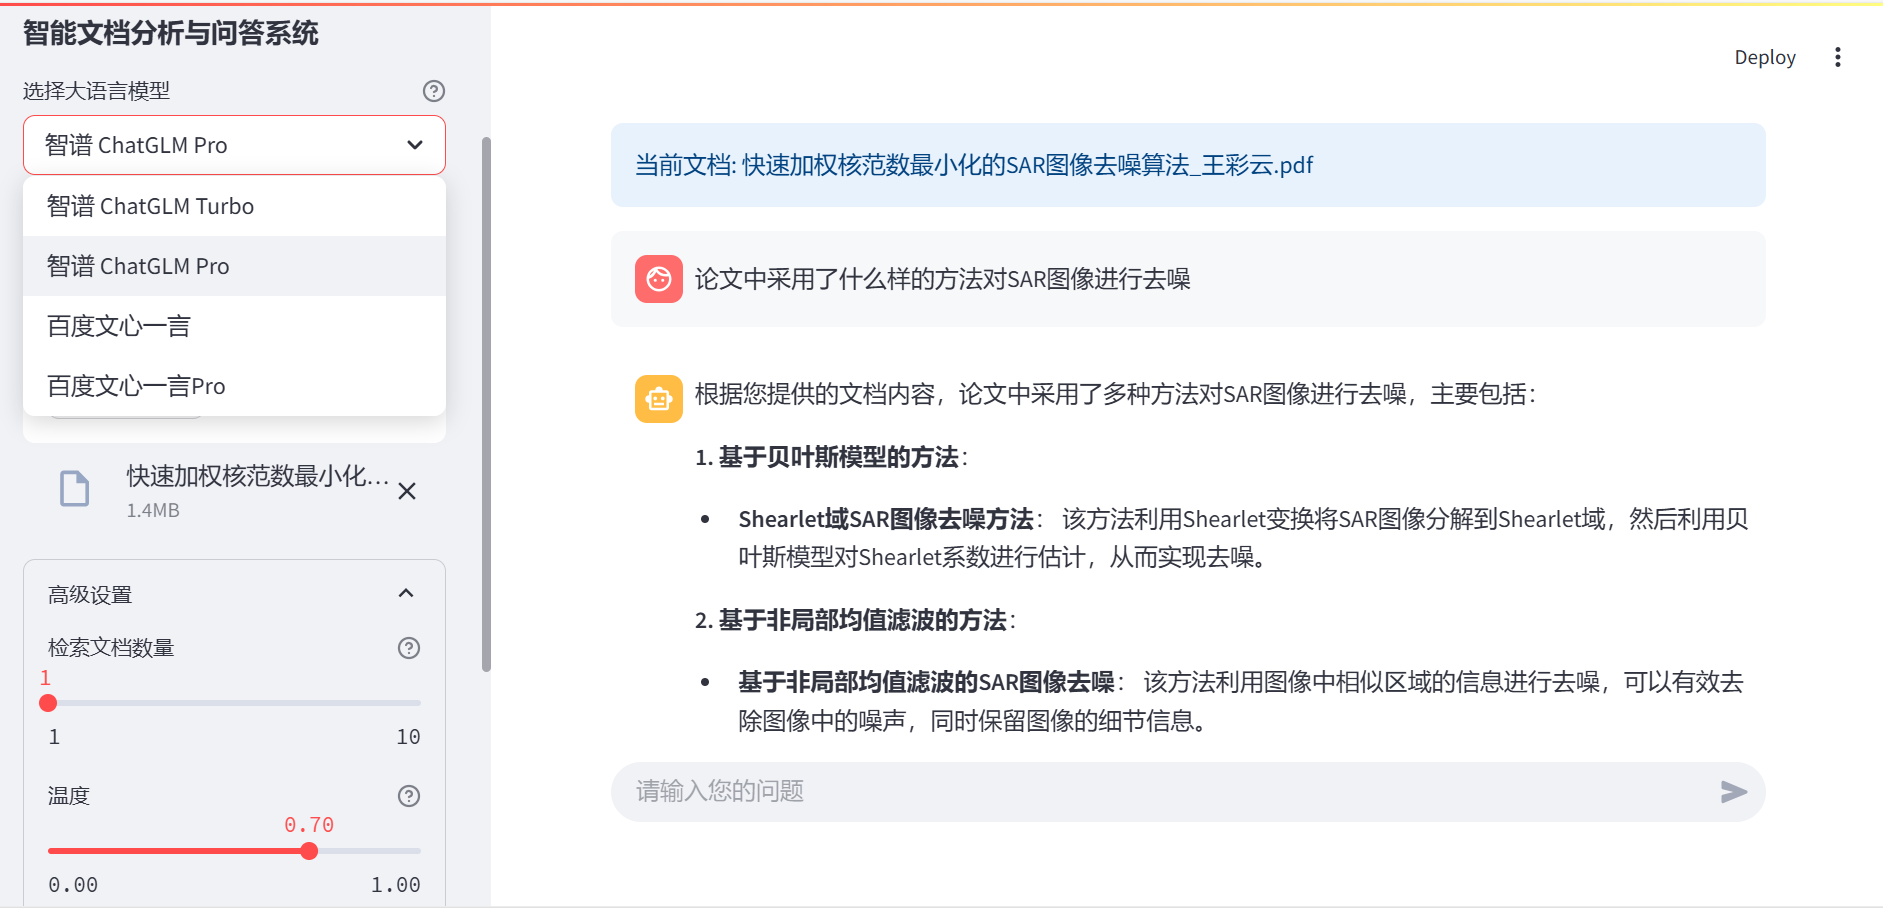 智能文档分析与问答系统
选择大语言模型
智谱 ChatGLM Pro
智谱 ChatGLM Turbo
智谱 ChatGLM Pro
百度文心一言
百度文心一言Pro
快速加权核范数最小化...
1.4MB
高级设置
检索文档数量
1
1
10
温度
0.70
0.00
1.00
Deploy
当前文档: 快速加权核范数最小化的SAR图像去噪算法_王彩云.pdf
论文中采用了什么样的方法对SAR图像进行去噪
根据您提供的文档内容，论文中采用了多种方法对SAR图像进行去噪，主要包括：
1. 基于贝叶斯模型的方法：
• Shearlet域SAR图像去噪方法： 该方法利用Shearlet变换将SAR图像分解到Shearlet域，然后利用贝
叶斯模型对Shearlet系数进行估计，从而实现去噪。
2. 基于非局部均值滤波的方法：
• 基于非局部均值滤波的SAR图像去噪： 该方法利用图像中相似区域的信息进行去噪，可以有效去
除图像中的噪声，同时保留图像的细节信息。
请输入您的问题